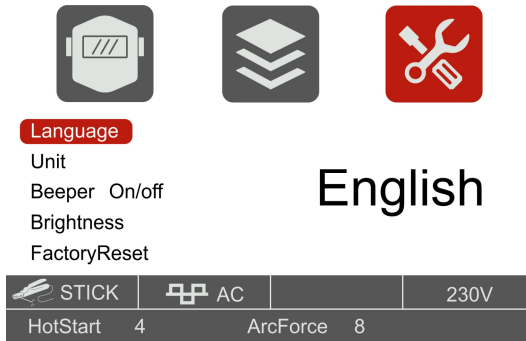 Language
Unit
Beeper On/off
English
Brightness
FactoryReset
STICK AC 230V
HotStart 4 ArcForce 8